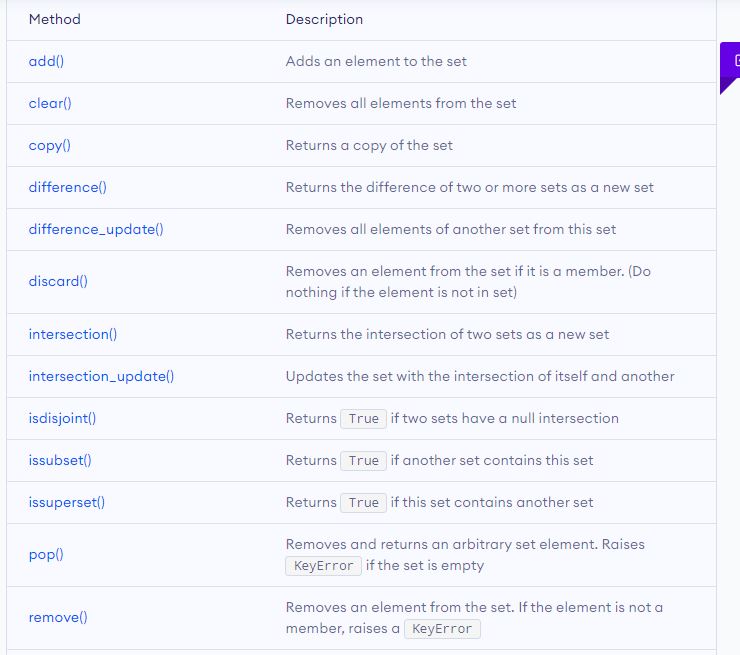 Method Description
add() Adds an element to the set
clear() Removes all elements from the set
copy() Returns a copy of the set
difference() Returns the difference of two or more sets as a new set
difference_update() Removes all elements of another set from this set
discard() Removes an element from the set if it is a member. (Do
nothing if the element is not in set)
intersection() Returns the intersection of two sets as a new set
intersection_update() Updates the set with the intersection of itself and another
isdisjoint() Returns True if two sets have a null intersection
issubset() Returns True if another set contains this set
issuperset() Returns True if this set contains another set
pop() Removes and returns an arbitrary set element. Raises
KeyError if the set is empty
remove() Removes an element from the set. If the element is not a
member, raises a KeyError